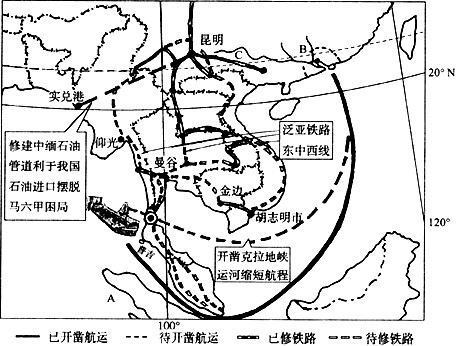 昆明
B
20°N
实兑港
修建中缅石油
管道利于我国
石油进口摆脱
马六甲困局
仰光
曼谷
泛亚铁路
东中西线
金边
胡志明市
120°
开凿克拉地峡
运河缩短航程
普吉
A
100°
已开凿航运
待开凿航运
已修铁路
待修铁路